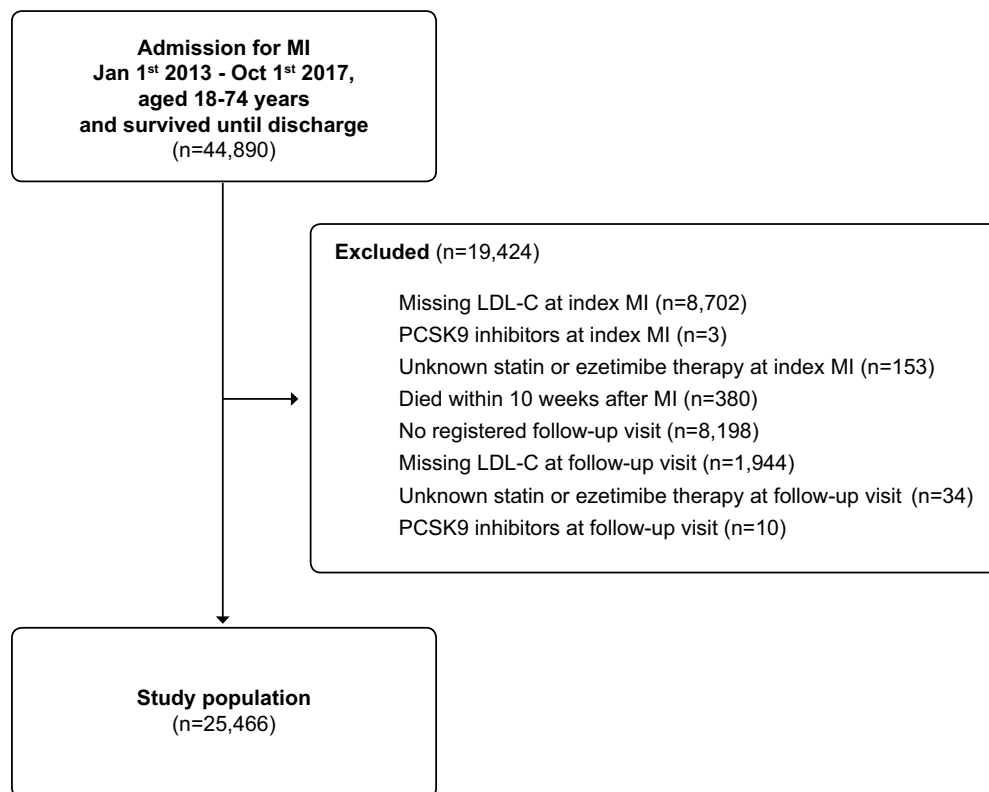 Admission for MI
Jan 1st 2013 - Oct 1st 2017,
aged 18-74 years
and survived until discharge
(n=44,890)
Excluded (n=19,424)
Missing LDL-C at index MI (n=8,702)
PCSK9 inhibitors at index MI (n=3)
Unknown statin or ezetimibe therapy at index MI (n=153)
Died within 10 weeks after MI (n=380)
No registered follow-up visit (n=8,198)
Missing LDL-C at follow-up visit (n=1,944)
Unknown statin or ezetimibe therapy at follow-up visit (n=34)
PCSK9 inhibitors at follow-up visit (n=10)
Study population
(n=25,466)